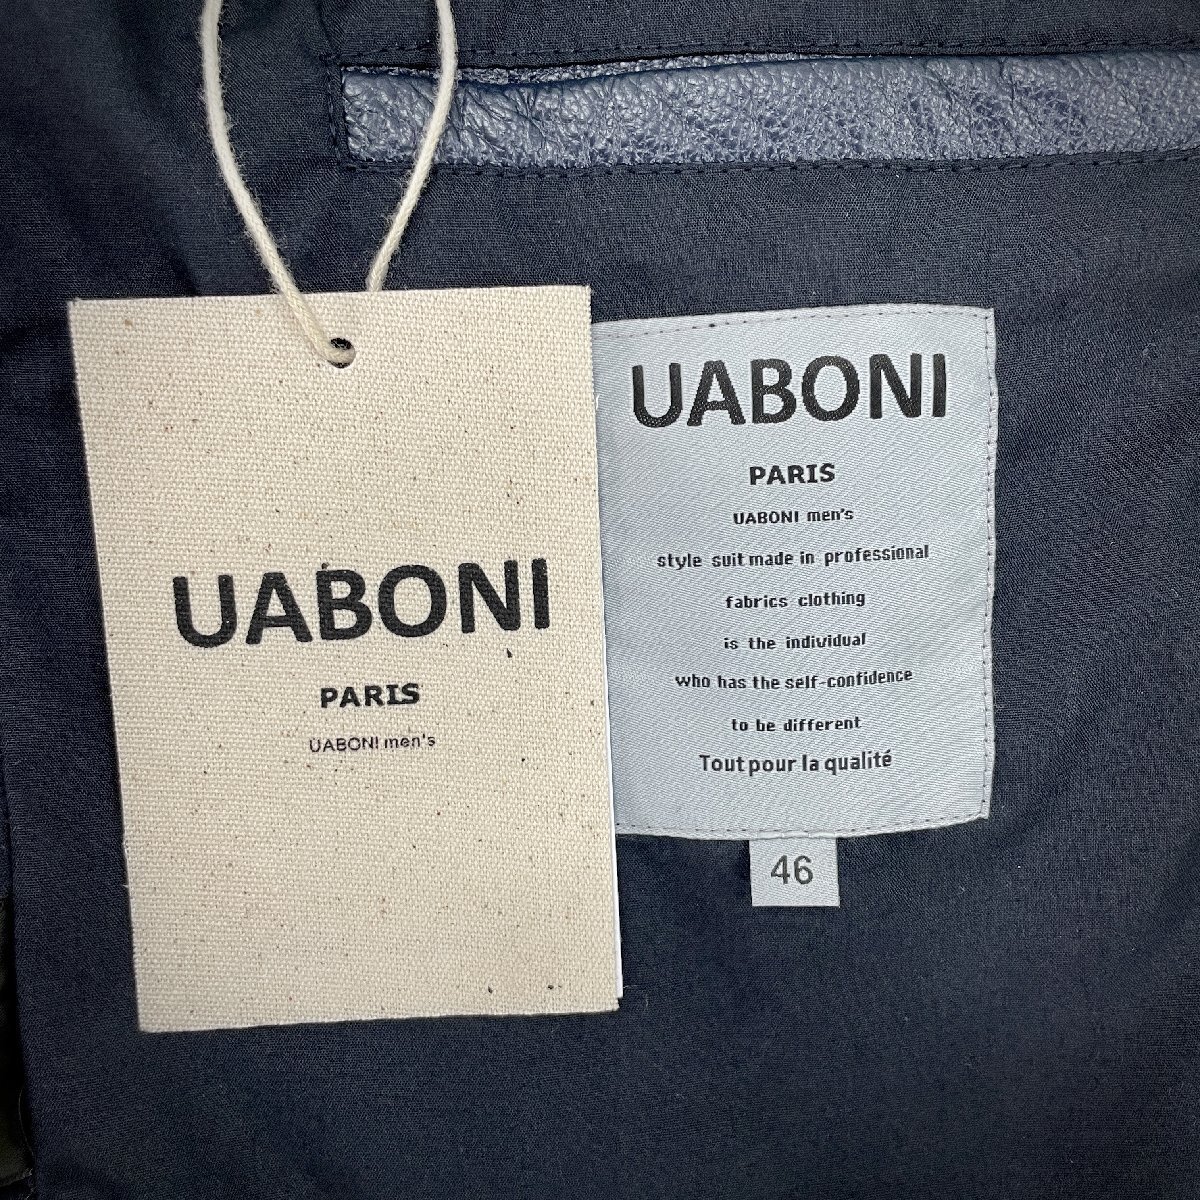 UABONI
PARIS
UABONI men's
UABONI
PARIS
UABONI men's
style suit made in professional
fabrics clothing
is the individual
who has the self-confidence
to be different
Tout pour la qualité
46